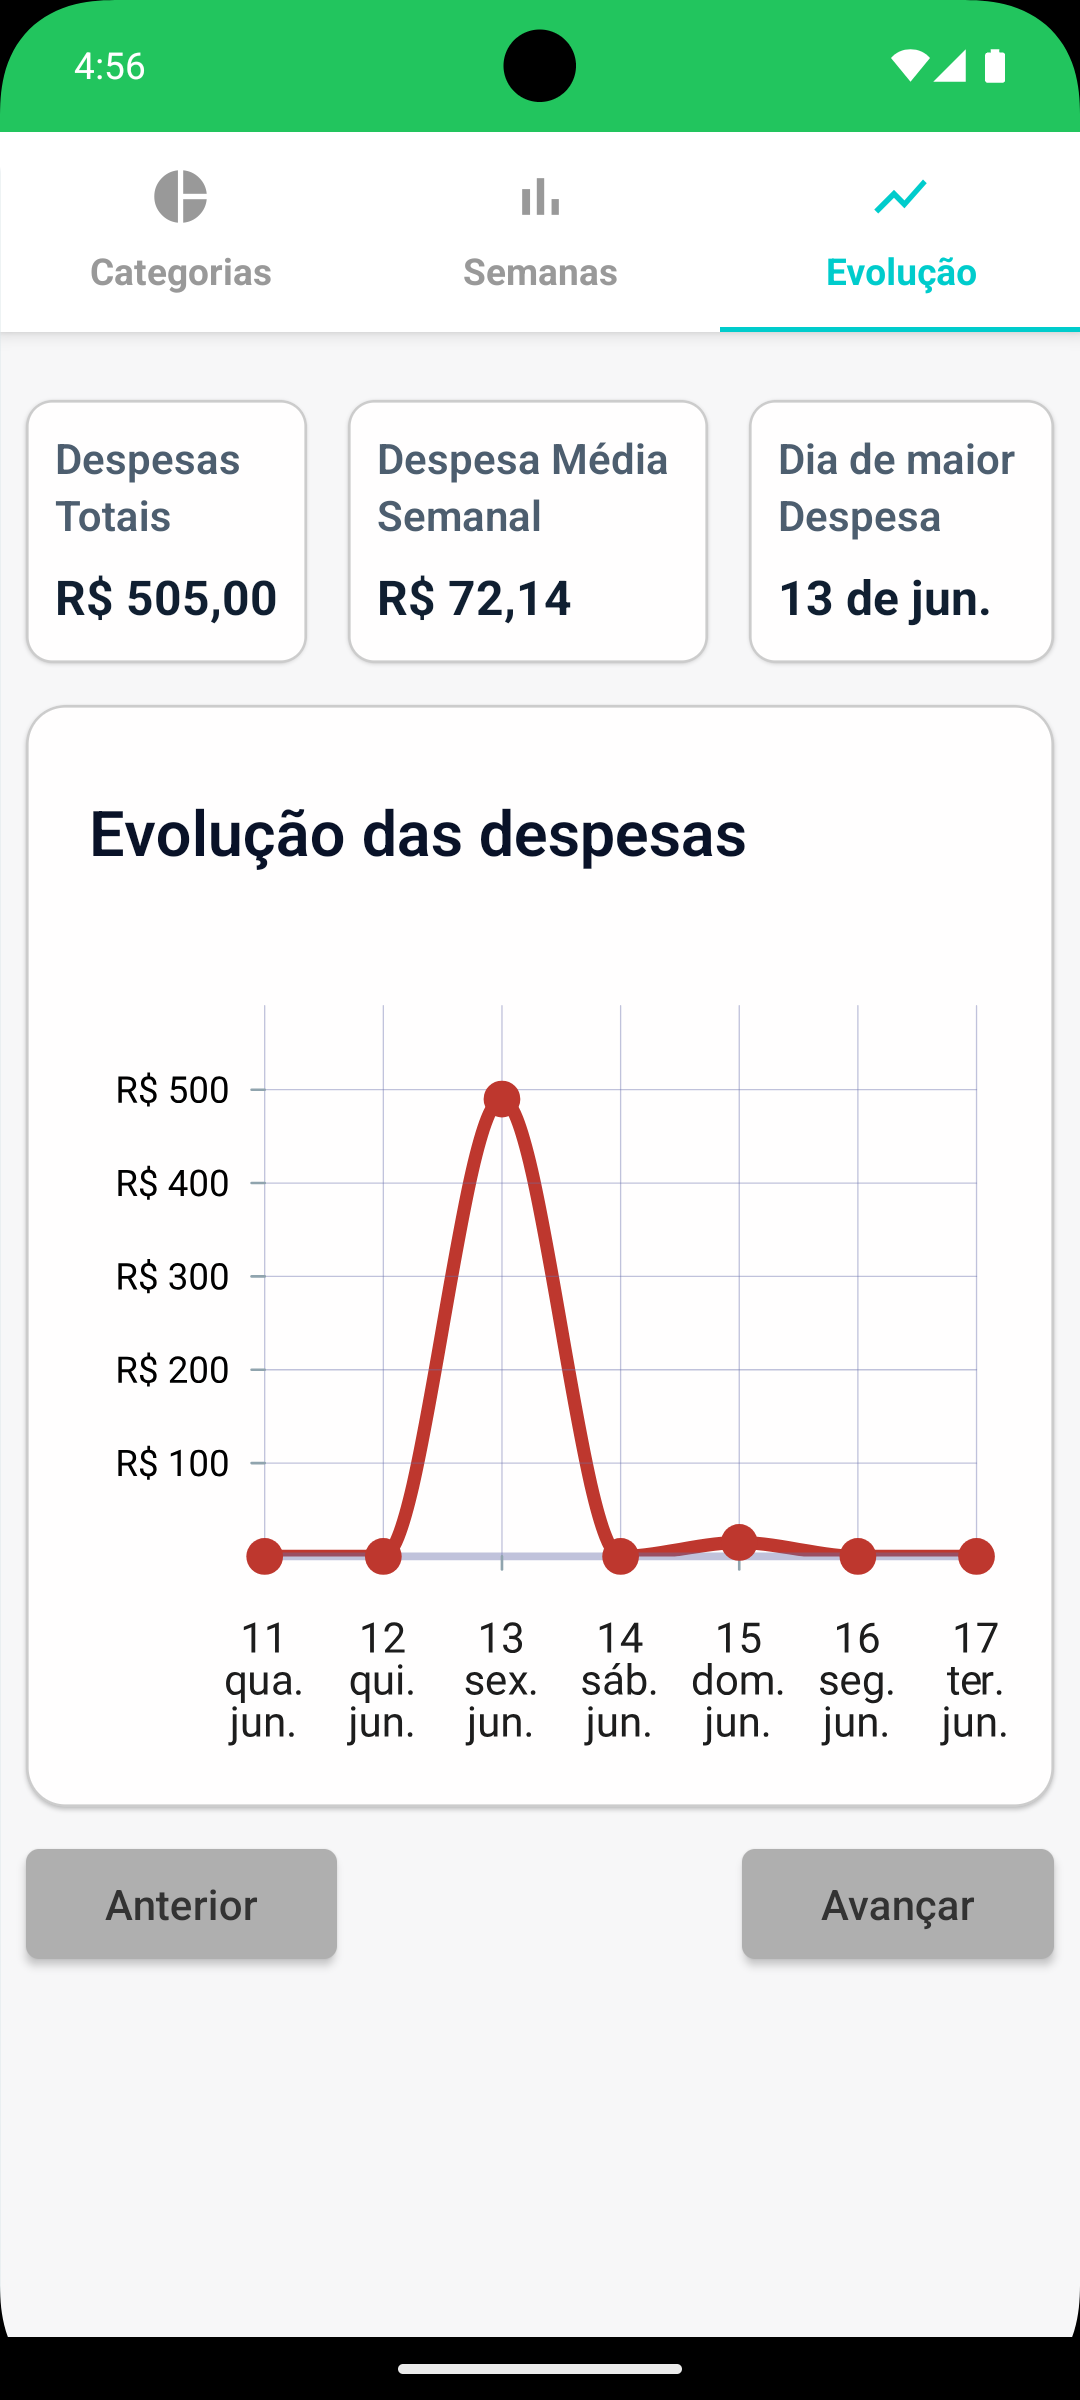 4:56
Categorias
Semanas
Evolução
Despesas
Totais
R$ 505,00
Despesa Média
Semanal
R$ 72,14
Dia de maior
Despesa
13 de jun.
Evolução das despesas
R$ 500
R$ 400
R$ 300
R$ 200
R$ 100
11 qua. jun.
12 qui. jun.
13 sex. jun.
14 sáb. jun.
15 dom. jun.
16 seg. jun.
17 ter. jun.
Anterior
Avançar